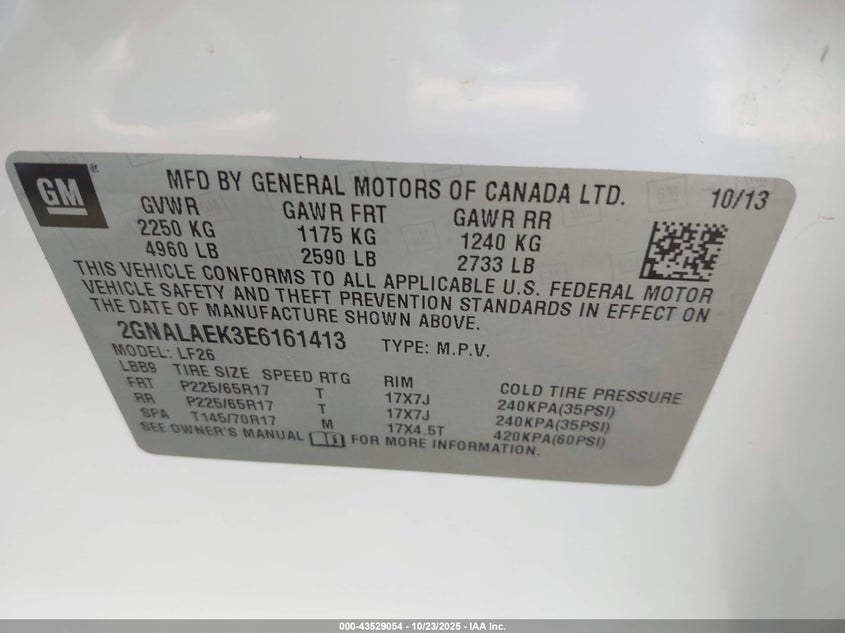 GM ®
MFD BY GENERAL MOTORS OF CANADA LTD. 10/13
GVWR GAWR FRT GAWR RR
2250 KG 1175 KG 1240 KG
4960 LB 2590 LB 2733 LB
THIS VEHICLE CONFORMS TO ALL APPLICABLE U.S. FEDERAL MOTOR
VEHICLE SAFETY AND THEFT PREVENTION STANDARDS IN EFFECT ON
THE DATE OF MANUFACTURE SHOWN ABOVE.
2GNALAEK3E6161413 TYPE: M.P.V.
MODEL: LF26
LBB9 TIRE SIZE SPEED RTG RIM COLD TIRE PRESSURE
FRT P225/65R17 T 17X7J 240KPA(35PSI)
RR P225/65R17 T 17X7J 240KPA(35PSI)
SPA T145/70R17 M 17X4.5T 420KPA(60PSI)
SEE OWNER'S MANUAL FOR MORE INFORMATION.
000-43529054 - 10/23/2025 - IAA Inc.